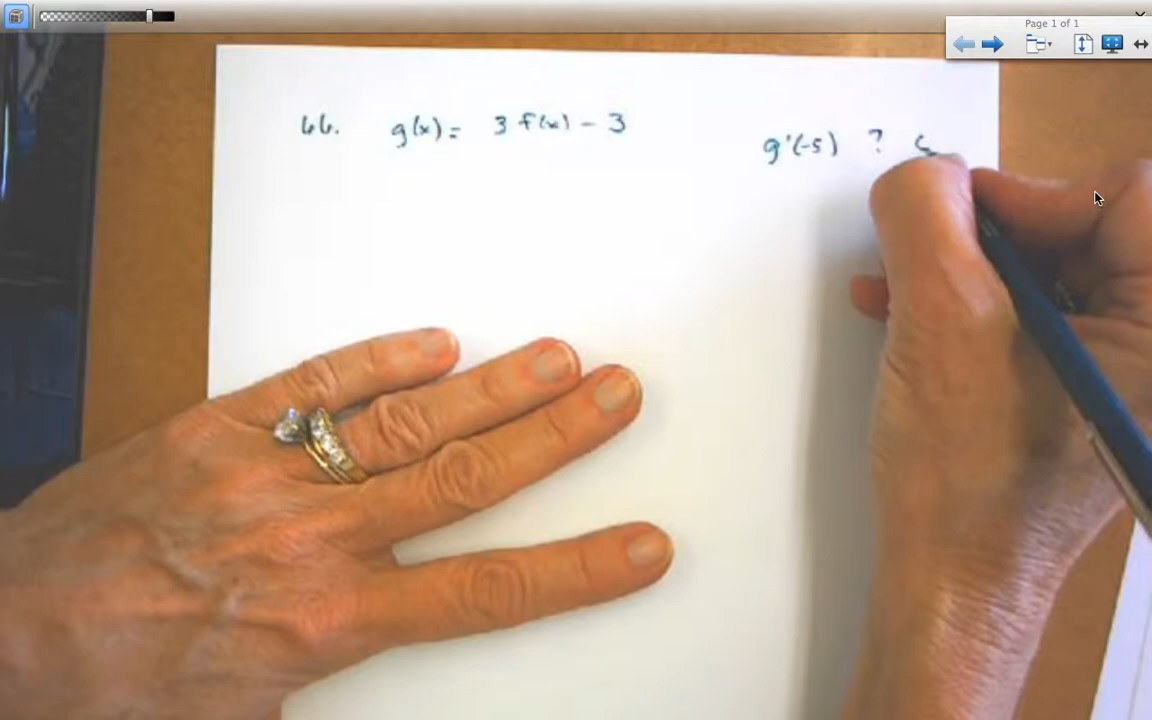 Page 1 of 1
66. g(x) = 3 f(x) - 3
g'(-5) ?